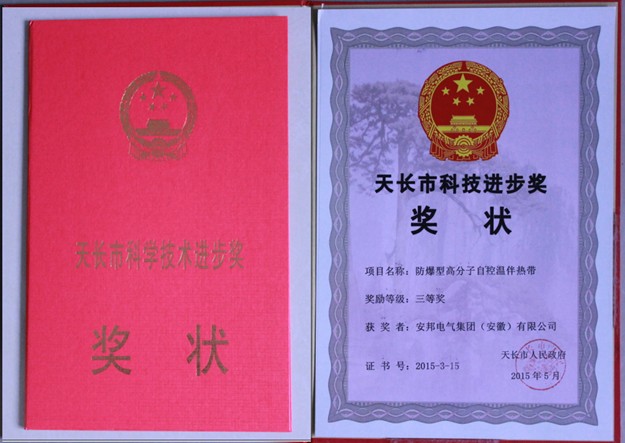 天长市科学技术进步奖
奖 状
天长市科技进步奖
奖 状
项目名称：防爆型高分子自控温伴热带
奖励等级：三等奖
获 奖 者：安邦电气集团（安徽）有限公司
证 书 号：2015-3-15
天长市人民政府
2015年5月